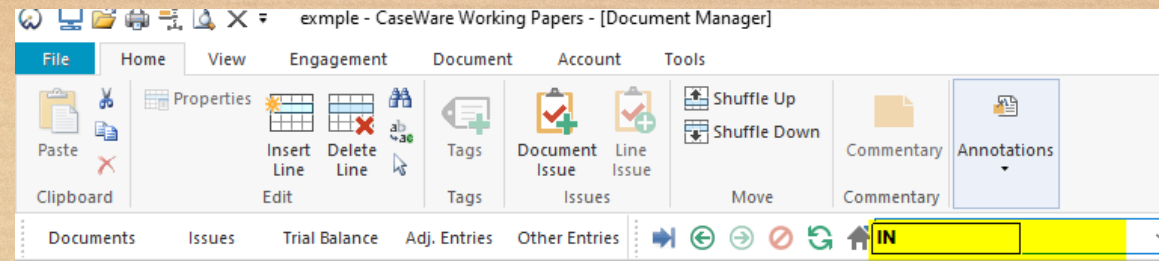 exmple - CaseWare Working Papers - [Document Manager]
File Home View Engagement Document Account Tools
Properties Shuffle Up
ab
ac
Shuffle Down
Paste Insert Delete Tags Document Line Commentary Annotations
Line Line Issue Issue
Clipboard Edit Tags Issues Move Commentary
Documents Issues Trial Balance Adj. Entries Other Entries IN